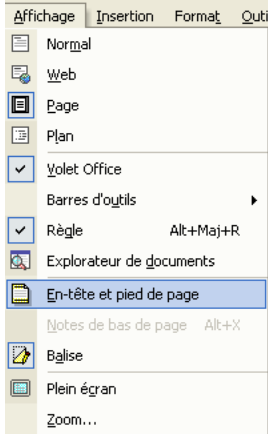 Affichage Insertion Format Outi
Normal
Web
Page
Plan
Volet Office
Barres d'outils
Règle Alt+Maj+R
Explorateur de documents
En-tête et pied de page
Notes de bas de page Alt+X
Balise
Plein écran
Zoom...